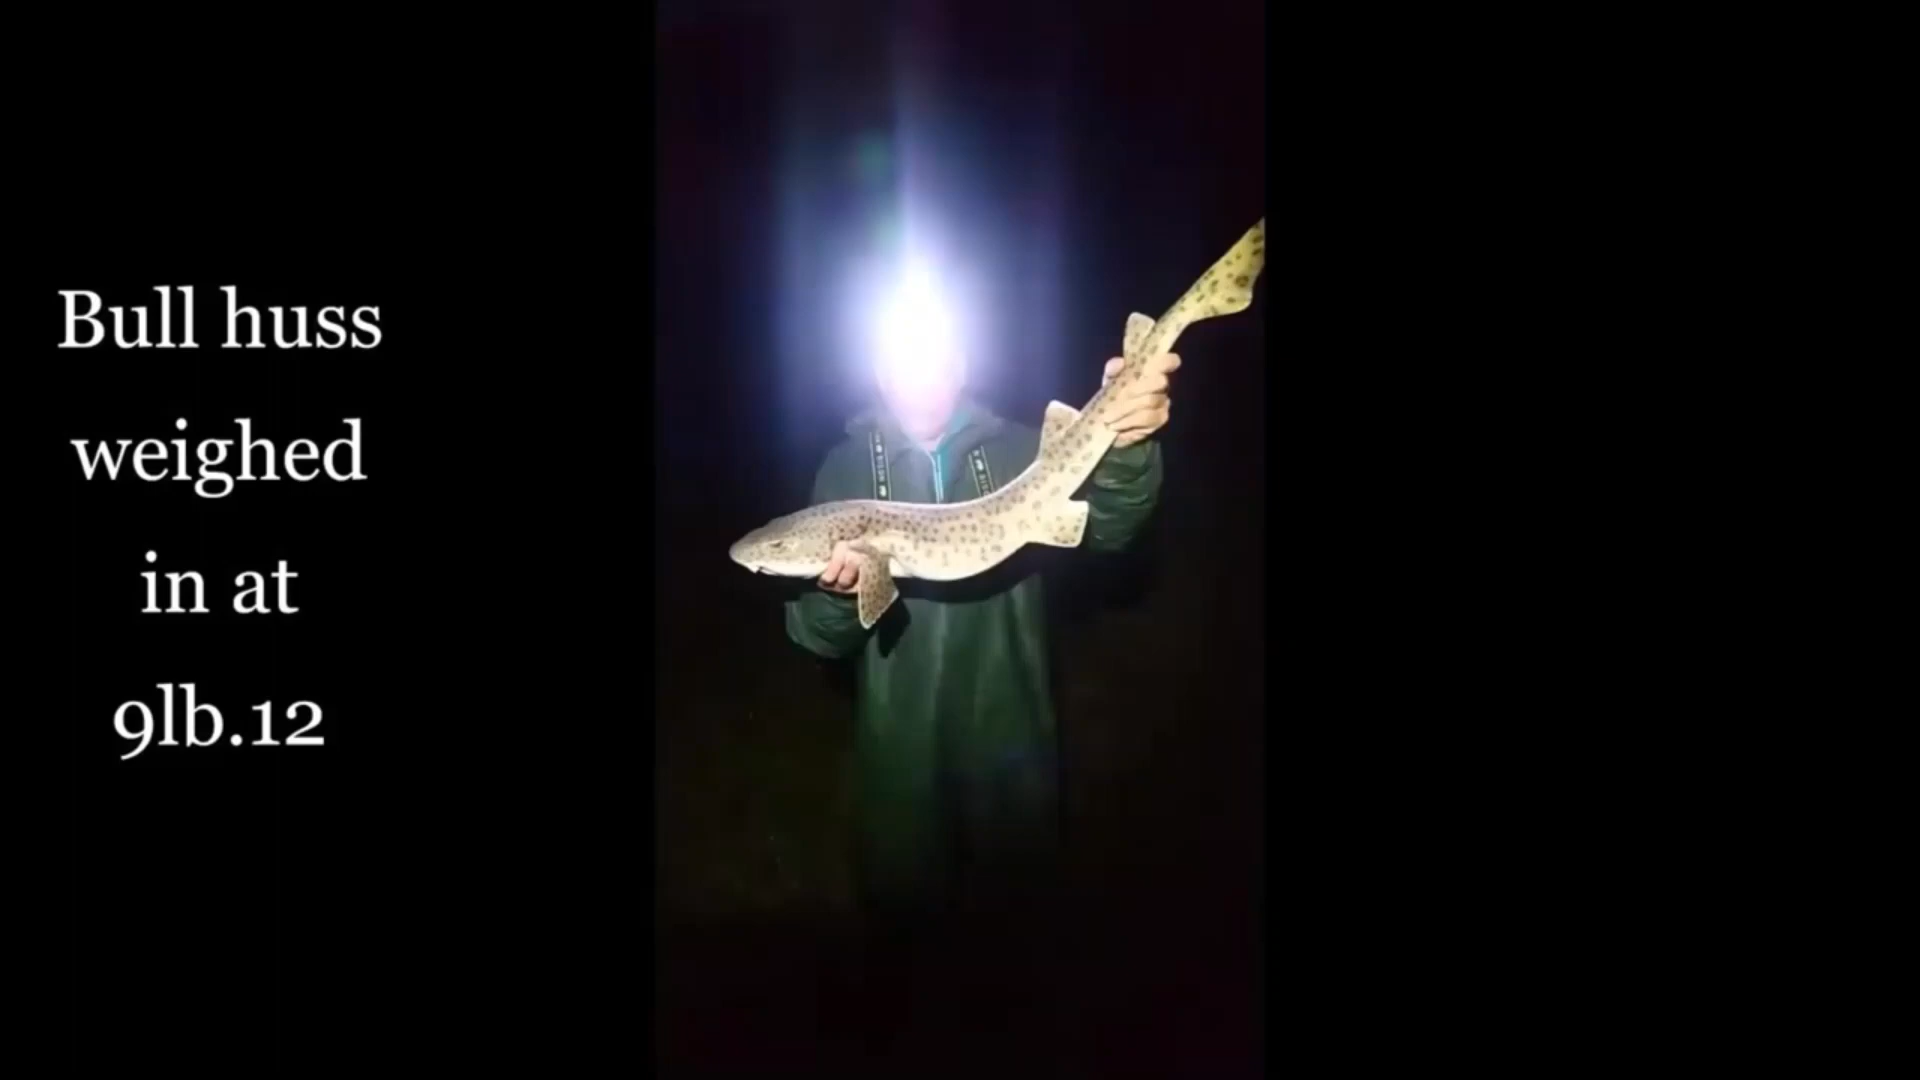 Bull huss
weighed
in at
9lb.12